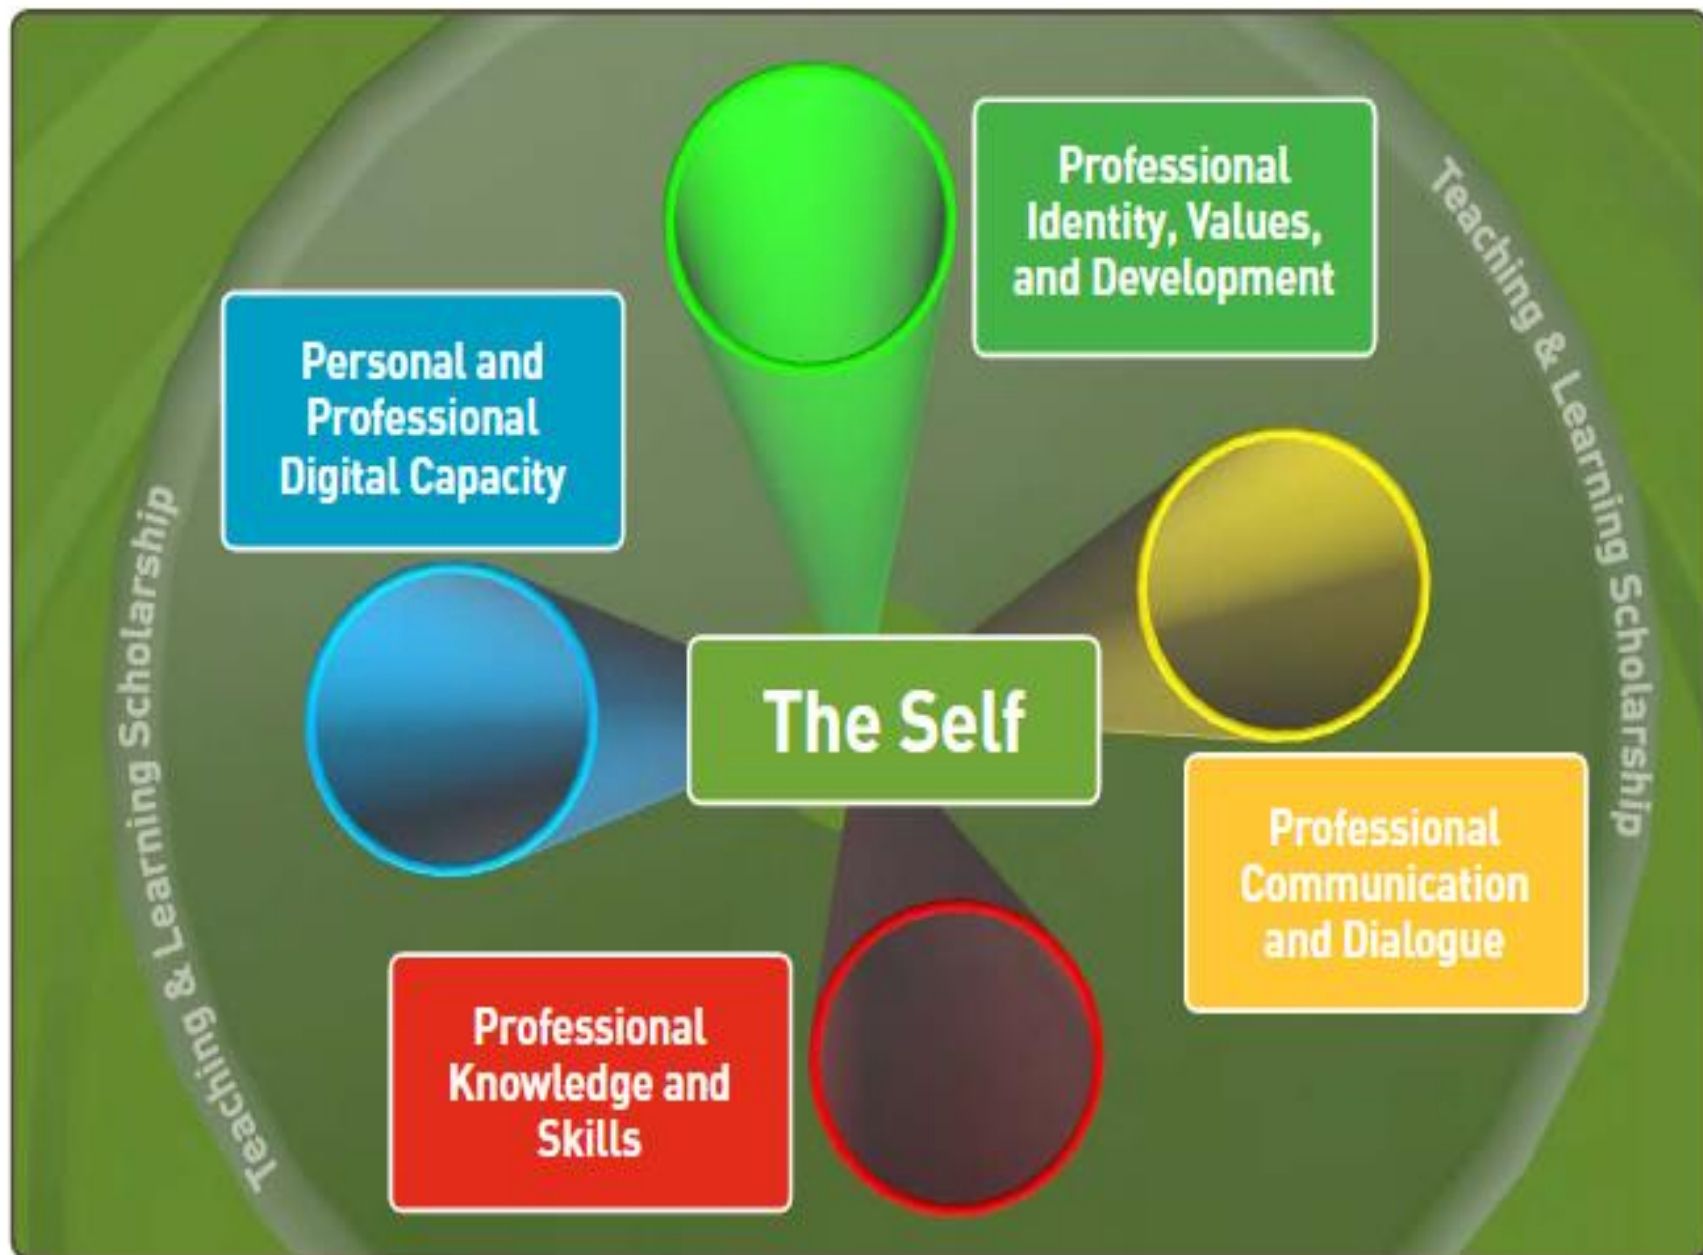 Professional
Identity, Values,
and Development
Personal and
Professional
Digital Capacity
The Self
Professional
Communication
and Dialogue
Professional
Knowledge and
Skills
Teaching & Learning Scholarship
Teaching & Learning Scholarship